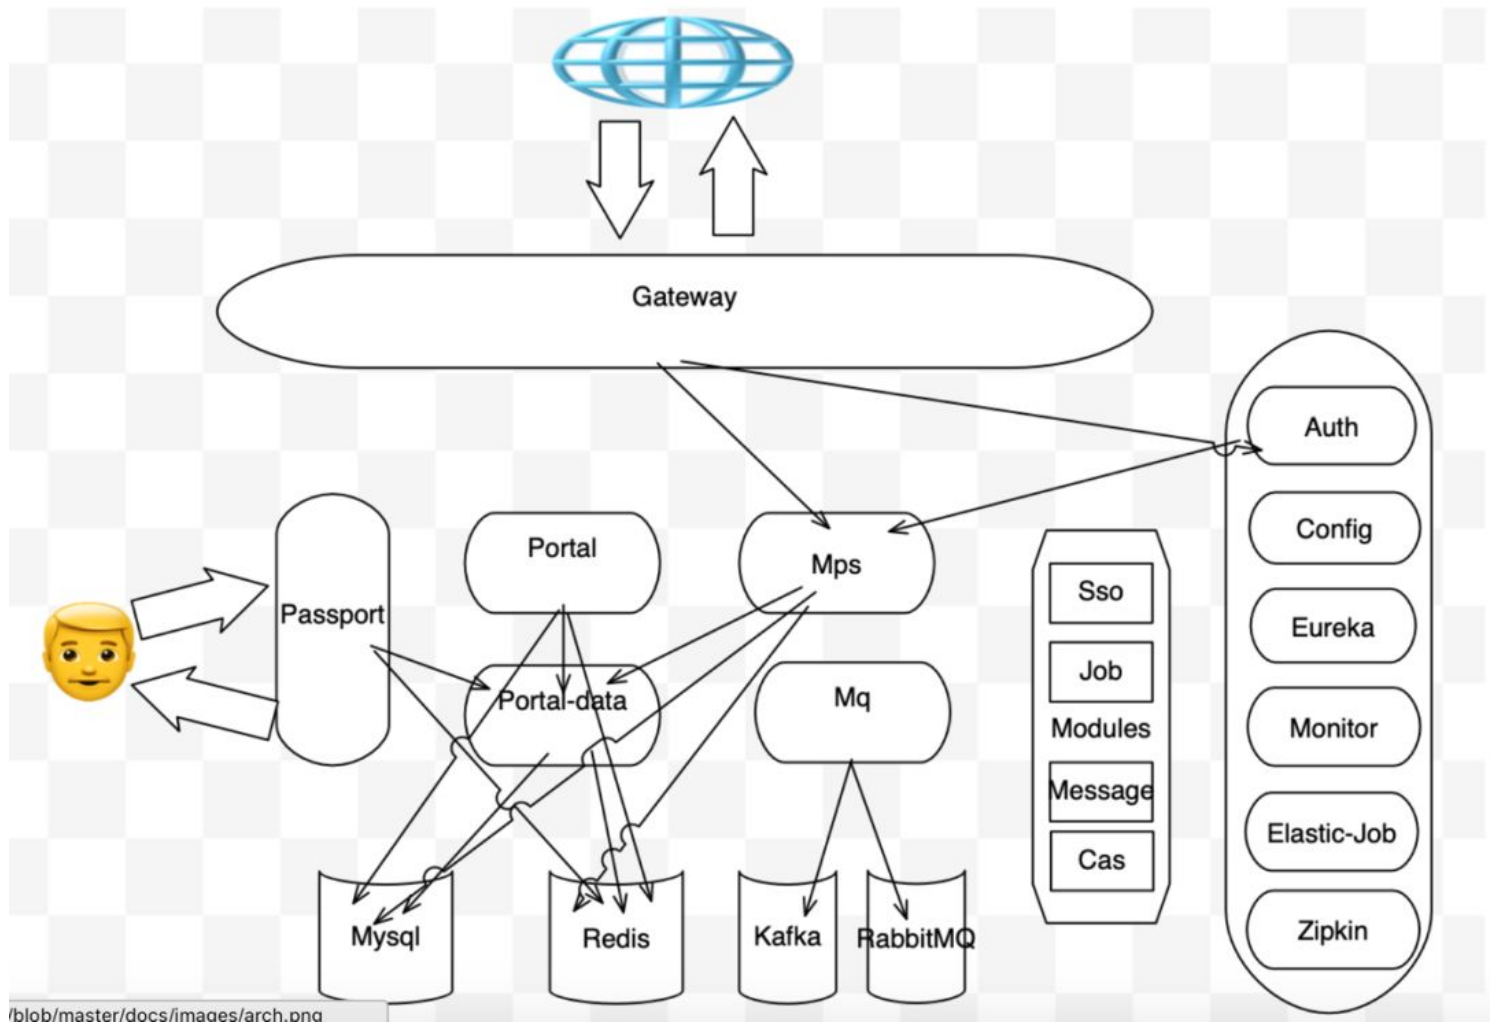 Gateway
Auth
Config
Eureka
Monitor
Elastic-Job
Zipkin
Passport
Portal
Mps
Portal-data
Mq
Sso
Job
Modules
Message
Cas
Mysql
Redis
Kafka
RabbitMQ
/blob/master/docs/images/arch.png